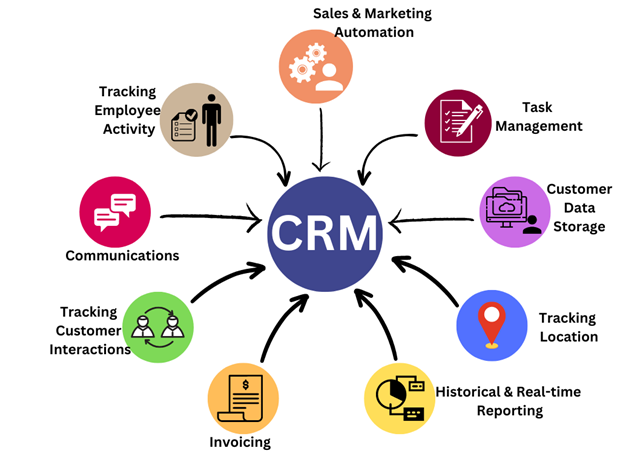 Sales & Marketing
Automation
Tracking
Employee
Activity
Task
Management
Customer
Data
Storage
CRM
Communications
Tracking
Customer
Interactions
Tracking
Location
$
Invoicing
Historical & Real-time
Reporting